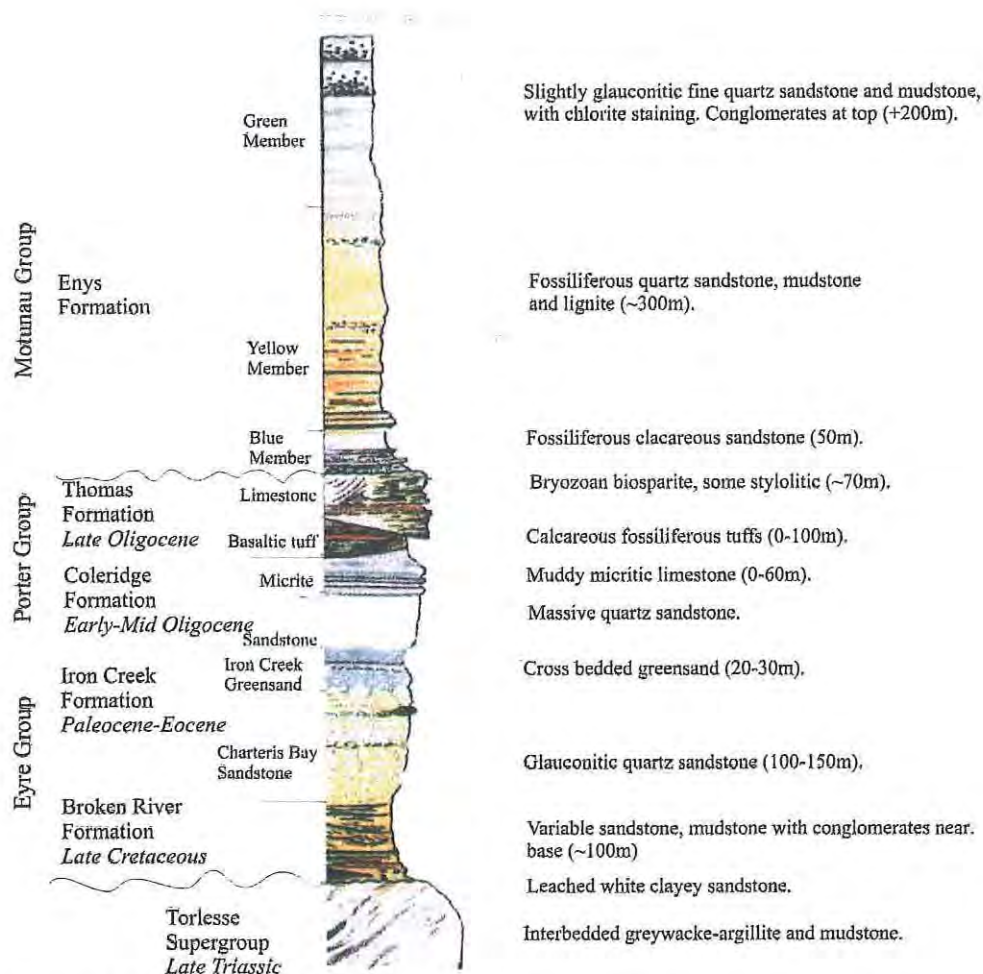 Green
Member
Slightly glauconitic fine quartz sandstone and mudstone,
with chlorite staining. Conglomerates at top (+200m).
Motunau Group
Enys
Formation
Fossiliferous quartz sandstone, mudstone
and lignite (~300m).
Yellow
Member
Blue
Member
Fossiliferous clacareous sandstone (50m).
Porter Group
Thomas
Formation
Late Oligocene
Limestone
Bryozoan biosparite, some stylolitic (~70m).
Basaltic tuff
Calcareous fossiliferous tuffs (0-100m).
Coleridge
Formation
Early-Mid Oligocene
Micrite
Muddy micritic limestone (0-60m).
Massive quartz sandstone.
Sandstone
Eyre Group
Iron Creek
Formation
Paleocene-Eocene
Iron Creek
Greensand
Cross bedded greensand (20-30m).
Charteris Bay
Sandstone
Glauconitic quartz sandstone (100-150m).
Broken River
Formation
Late Cretaceous
Variable sandstone, mudstone with conglomerates near.
base (~100m)
Leached white clayey sandstone.
Torlesse
Supergroup
Late Triassic
Interbedded greywacke-argillite and mudstone.